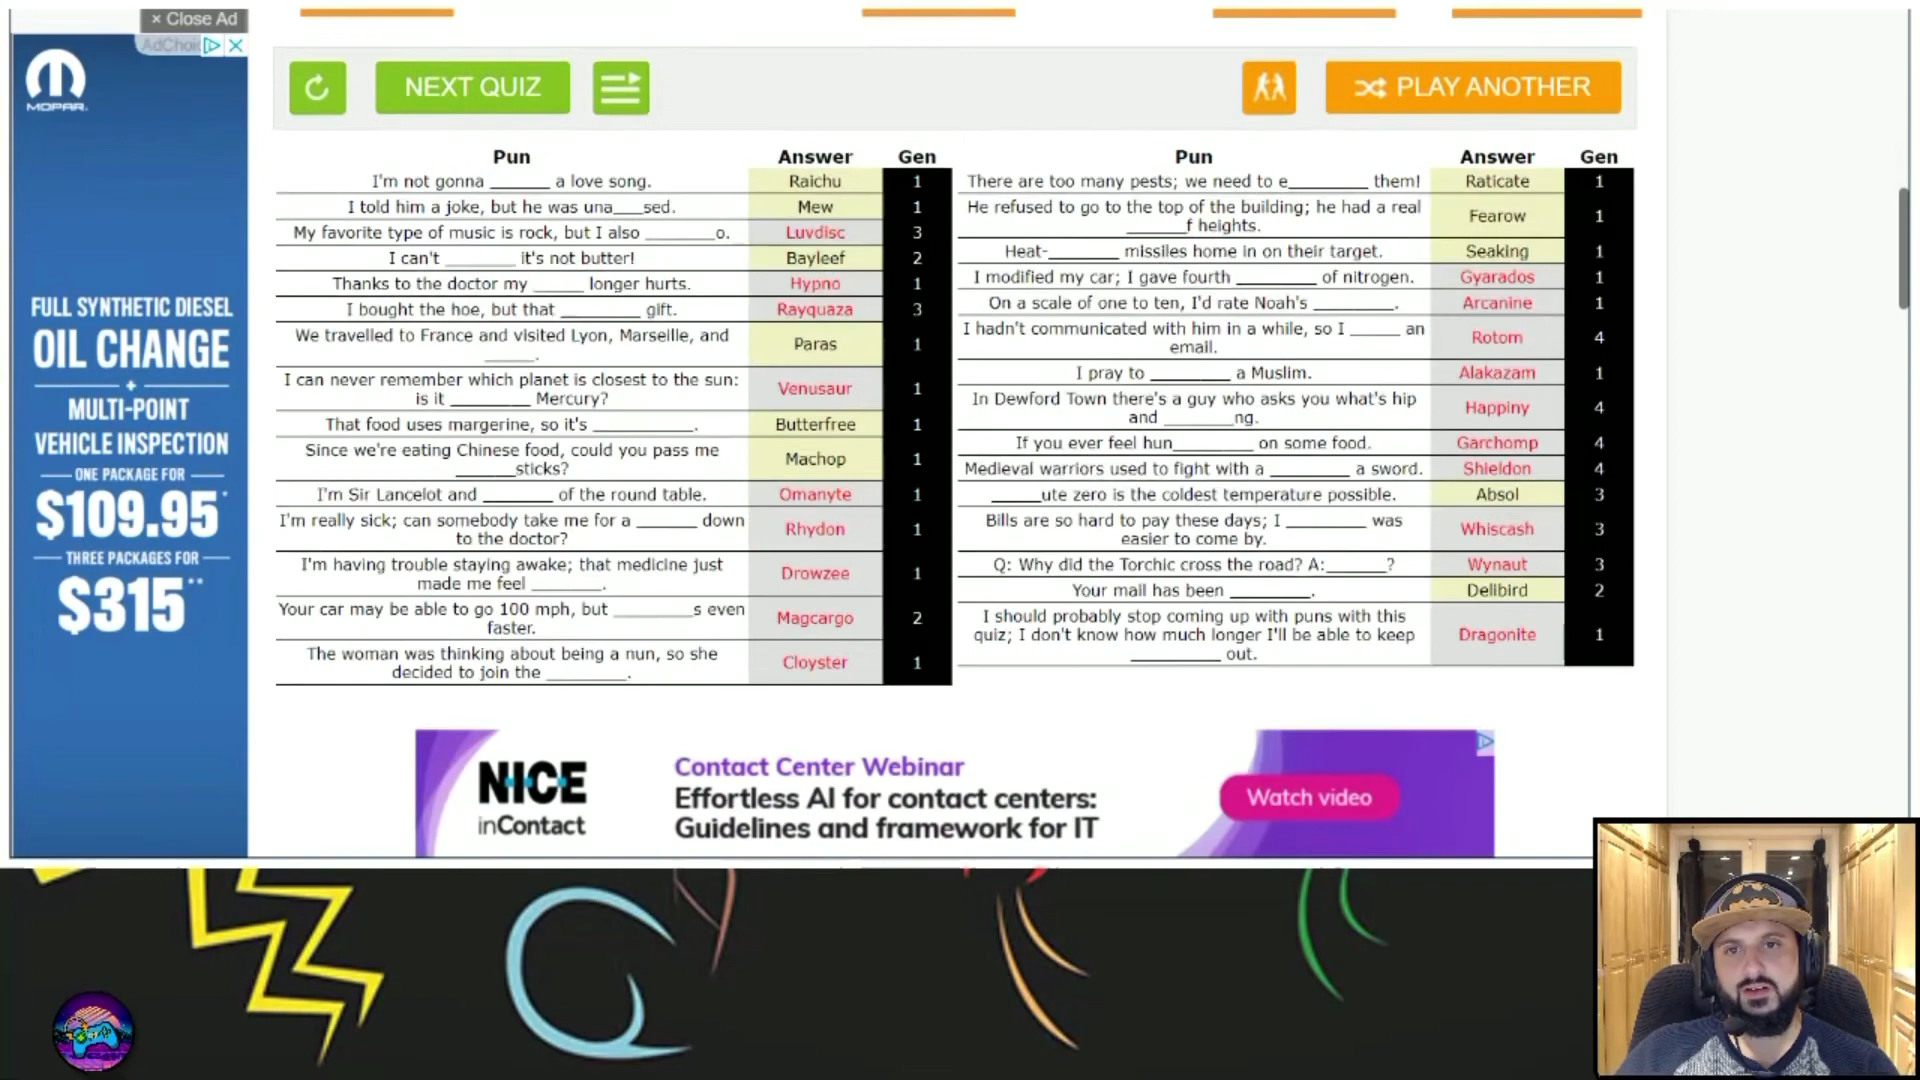 × Close Ad
AdChoi
MOPAR.
FULL SYNTHETIC DIESEL
OIL CHANGE
+
MULTI-POINT
VEHICLE INSPECTION
ONE PACKAGE FOR
$109.95*
THREE PACKAGES FOR
$315**
NEXT QUIZ
PLAY ANOTHER
Pun Answer Gen
I'm not gonna ______ a love song. Raichu 1
I told him a joke, but he was una___sed. Mew 1
My favorite type of music is rock, but I also _______o. Luvdisc 3
I can't _______ it's not butter! Bayleef 2
Thanks to the doctor my _____ longer hurts. Hypno 1
I bought the hoe, but that ________ gift. Rayquaza 3
We travelled to France and visited Lyon, Marseille, and
_____. Paras 1
I can never remember which planet is closest to the sun:
is it ________ Mercury? Venusaur 1
That food uses margerine, so it's __________. Butterfree 1
Since we're eating Chinese food, could you pass me
______sticks? Machop 1
I'm Sir Lancelot and _______ of the round table. Omanyte 1
I'm really sick; can somebody take me for a ______ down
to the doctor? Rhydon 1
I'm having trouble staying awake; that medicine just
made me feel _______. Drowzee 1
Your car may be able to go 100 mph, but ________s even
faster. Magcargo 2
The woman was thinking about being a nun, so she
decided to join the ________. Cloyster 1
Pun Answer Gen
There are too many pests; we need to e________ them! Raticate 1
He refused to go to the top of the building; he had a real
______f heights. Fearow 1
Heat-_______ missiles home in on their target. Seaking 1
I modified my car; I gave fourth ________ of nitrogen. Gyarados 1
On a scale of one to ten, I'd rate Noah's ________. Arcanine 1
I hadn't communicated with him in a while, so I _____ an
email. Rotom 4
I pray to ________ a Muslim. Alakazam 1
In Dewford Town there's a guy who asks you what's hip
and _______ng. Happiny 4
If you ever feel hun________ on some food. Garchomp 4
Medieval warriors used to fight with a ________ a sword. Shieldon 4
_____ute zero is the coldest temperature possible. Absol 3
Bills are so hard to pay these days; I ________ was
easier to come by. Whiscash 3
Q: Why did the Torchic cross the road? A:______? Wynaut 3
Your mail has been ________. Delibird 2
I should probably stop coming up with puns with this
quiz; I don't know how much longer I'll be able to keep
_________ out. Dragonite 1
NICE
inContact
Contact Center Webinar
Effortless AI for contact centers:
Guidelines and framework for IT
Watch video